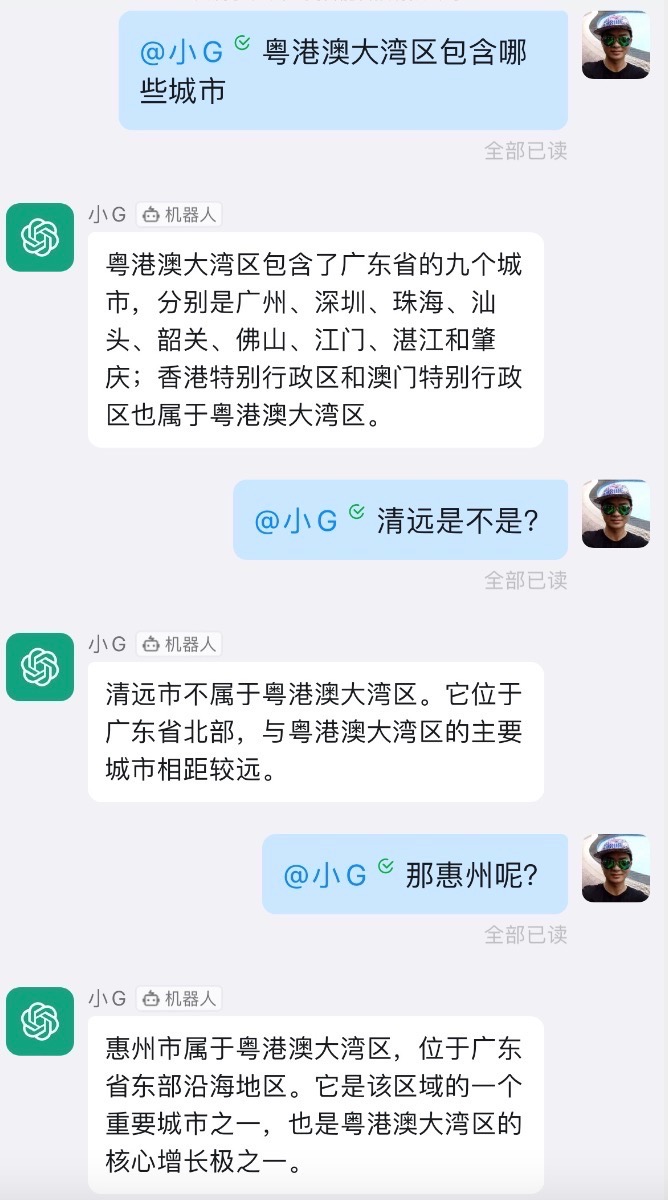 @小G 粤港澳大湾区包含哪
些城市
全部已读
小G 机器人
粤港澳大湾区包含了广东省的九个城
市，分别是广州、深圳、珠海、汕
头、韶关、佛山、江门、湛江和肇
庆；香港特别行政区和澳门特别行政
区也属于粤港澳大湾区。
@小G 清远是不是?
全部已读
小G 机器人
清远市不属于粤港澳大湾区。它位于
广东省北部，与粤港澳大湾区的主要
城市相距较远。
@小G 那惠州呢?
全部已读
小G 机器人
惠州市属于粤港澳大湾区，位于广东
省东部沿海地区。它是该区域的一个
重要城市之一，也是粤港澳大湾区的
核心增长极之一。